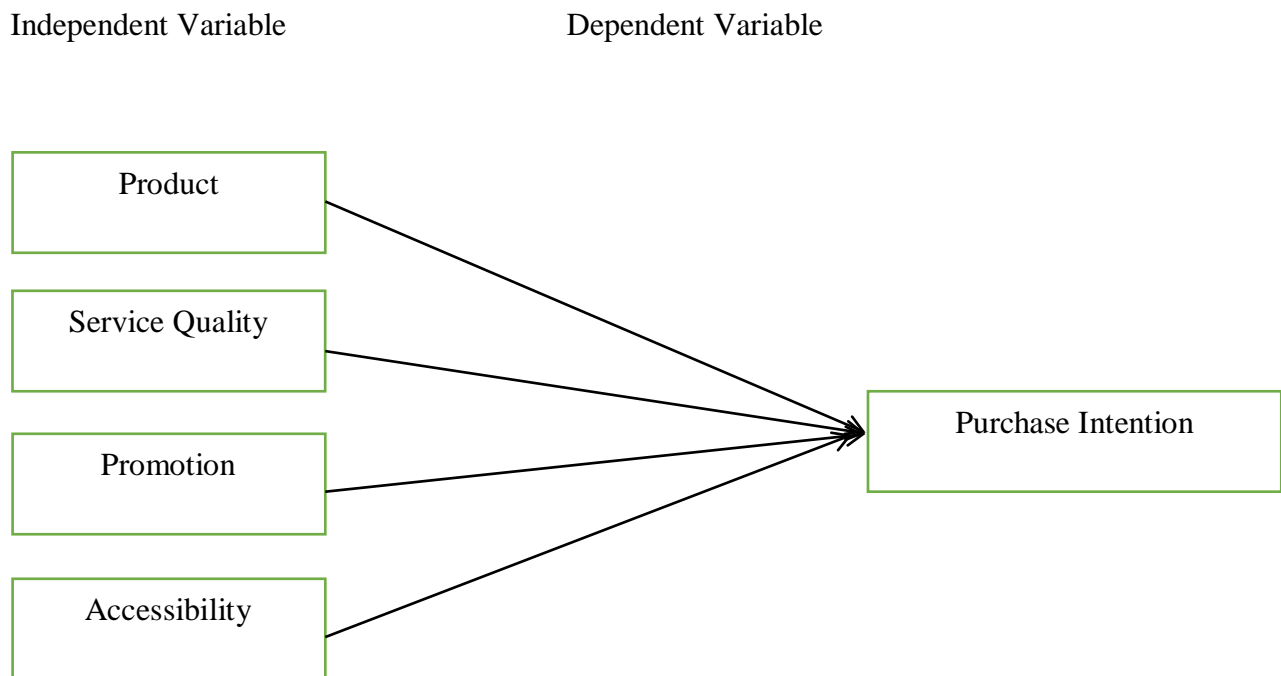 Independent Variable
Dependent Variable
Product
Service Quality
Promotion
Accessibility
Purchase Intention